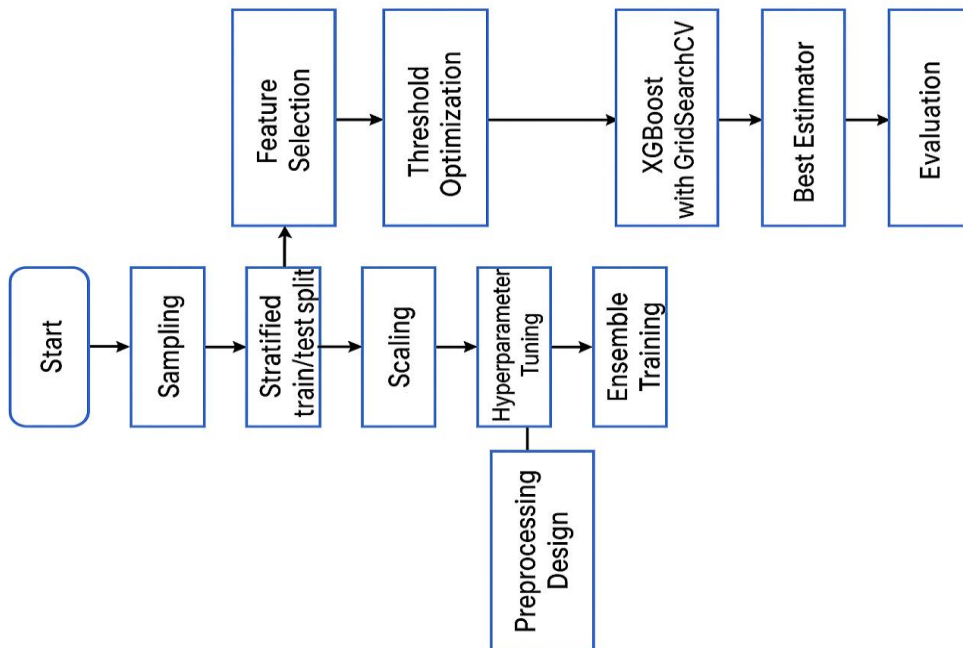 Start
Sampling
Stratified
train/test split
Scaling
Hyperparameter
Tuning
Ensemble
Training
Preprocessing
Design
Feature
Selection
Threshold
Optimization
XGBoost
with GridSearchCV
Best Estimator
Evaluation